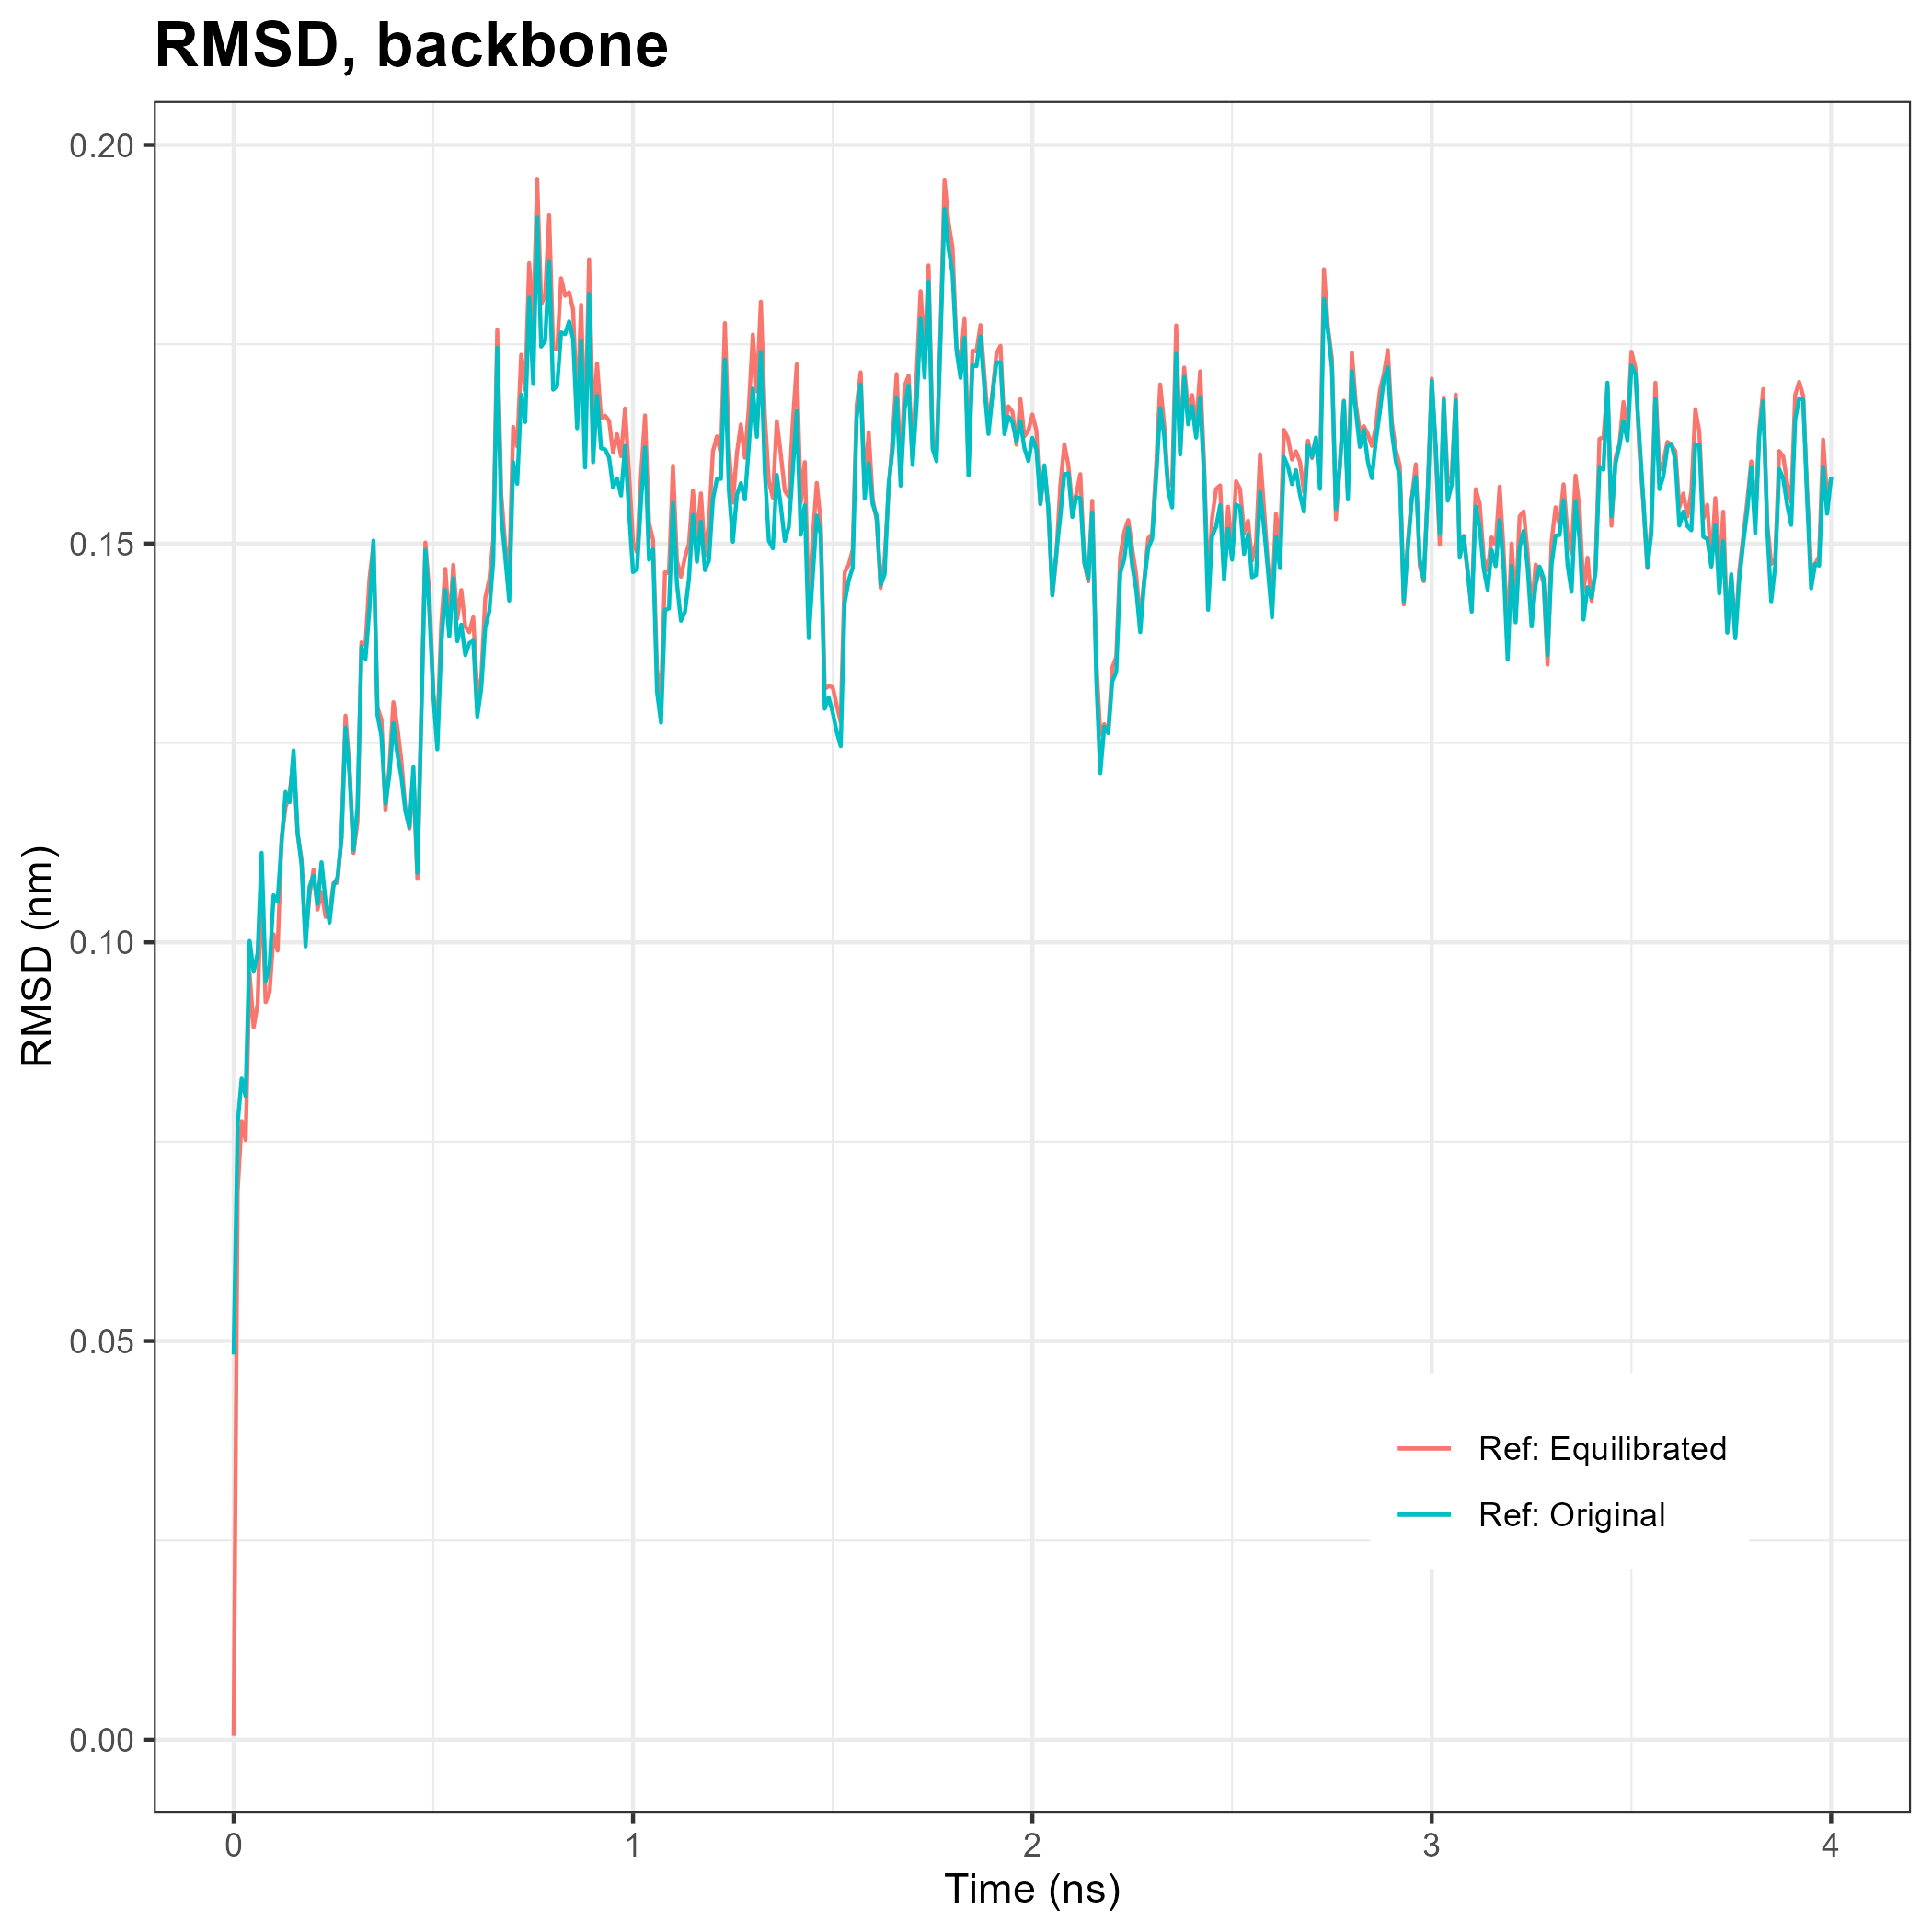 RMSD, backbone
RMSD (nm)
0.20
0.15
0.10
0.05
0.00
Ref: Equilibrated
Ref: Original
0 1 2 3 4
Time (ns)